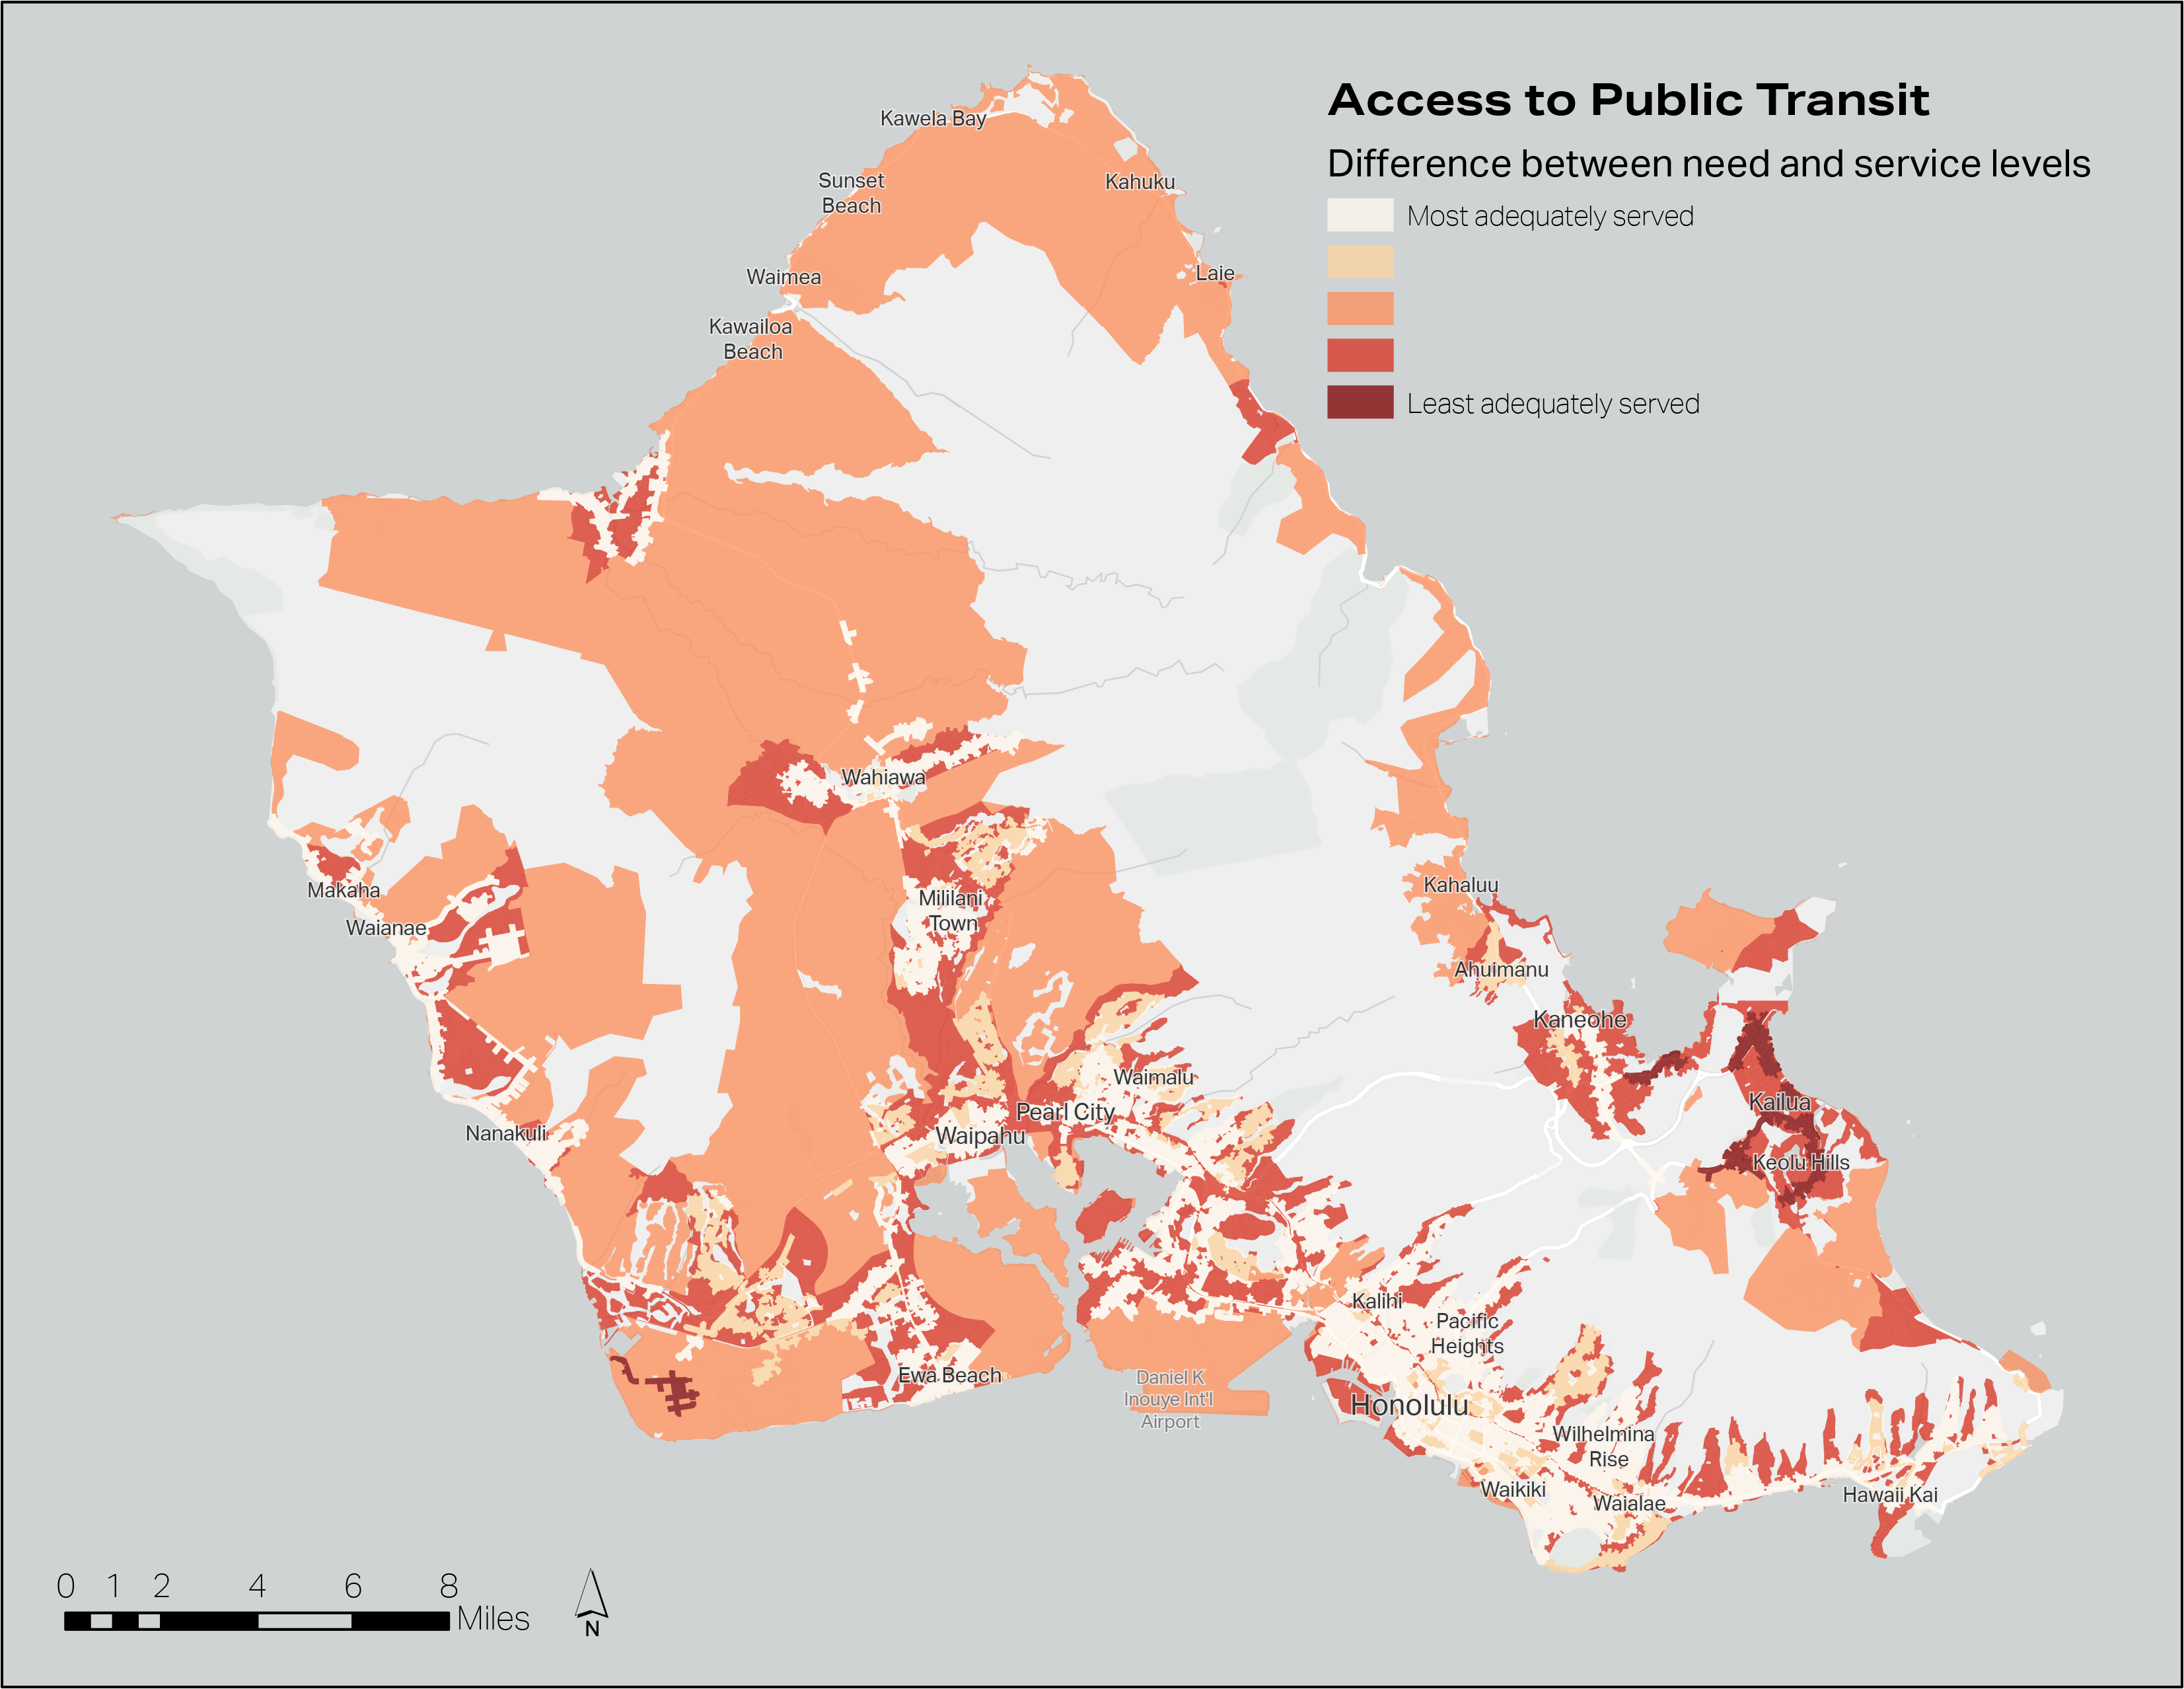 Access to Public Transit
Difference between need and service levels
Most adequately served
Least adequately served
Kawela Bay
Sunset
Beach
Kahuku
Waimea
Laie
Kawailoa
Beach
Wahiawa
Makaha
Waianae
Mililani
Town
Kahaluu
Ahuimanu
Kaneohe
Waimalu
Pearl City
Kailua
Nanakuli
Waipahu
Keolu Hills
Kalihi
Pacific
Heights
Ewa Beach
Daniel K
Inouye Int'l
Airport
Honolulu
Wilhelmina
Rise
Waikiki
Waialae
Hawaii Kai
0 1 2 4 6 8
Miles
N